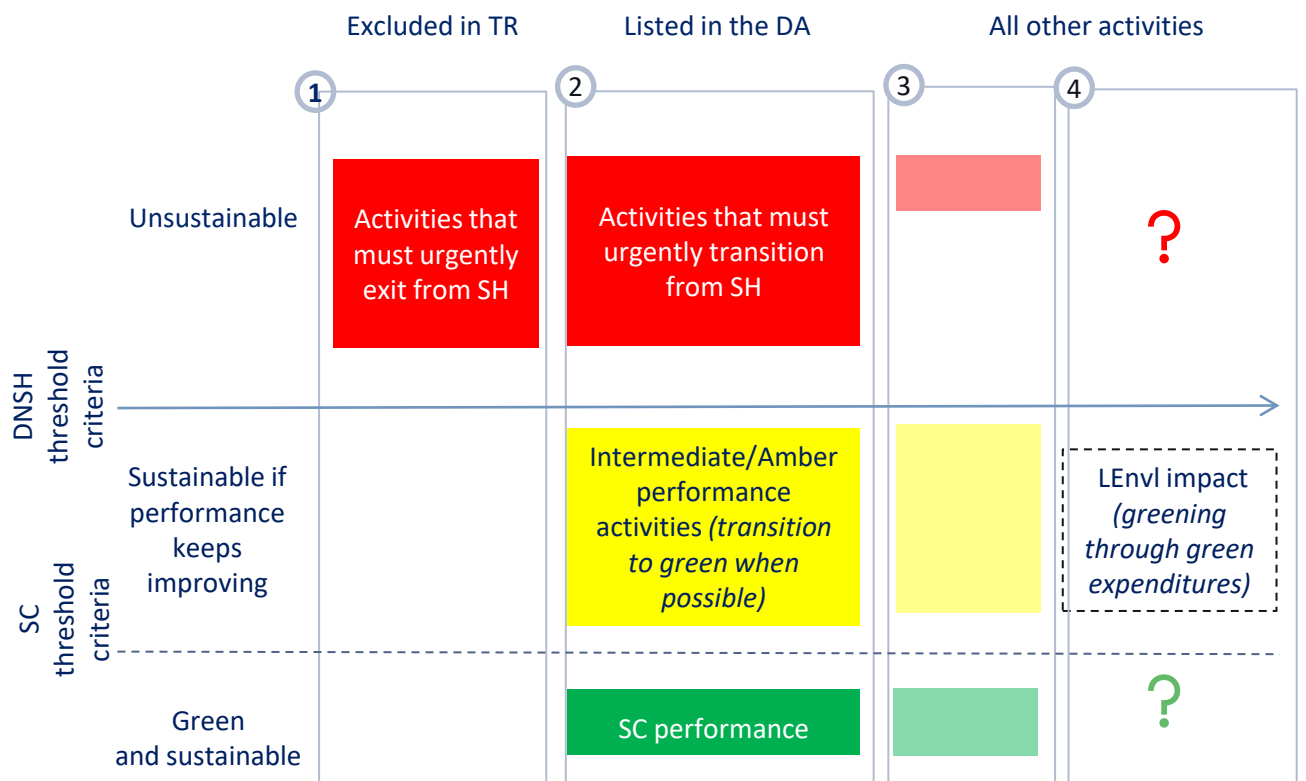 Excluded in TR
Listed in the DA
All other activities
1
2
3
4
Unsustainable
Activities that
must urgently
exit from SH
Activities that must
urgently transition
from SH
?
DNSH
threshold
criteria
Sustainable if
performance
keeps
improving
Intermediate/Amber
performance
activities (transition
to green when
possible)
LEnvl impact
(greening
through green
expenditures)
SC
threshold
criteria
Green
and sustainable
SC performance
?